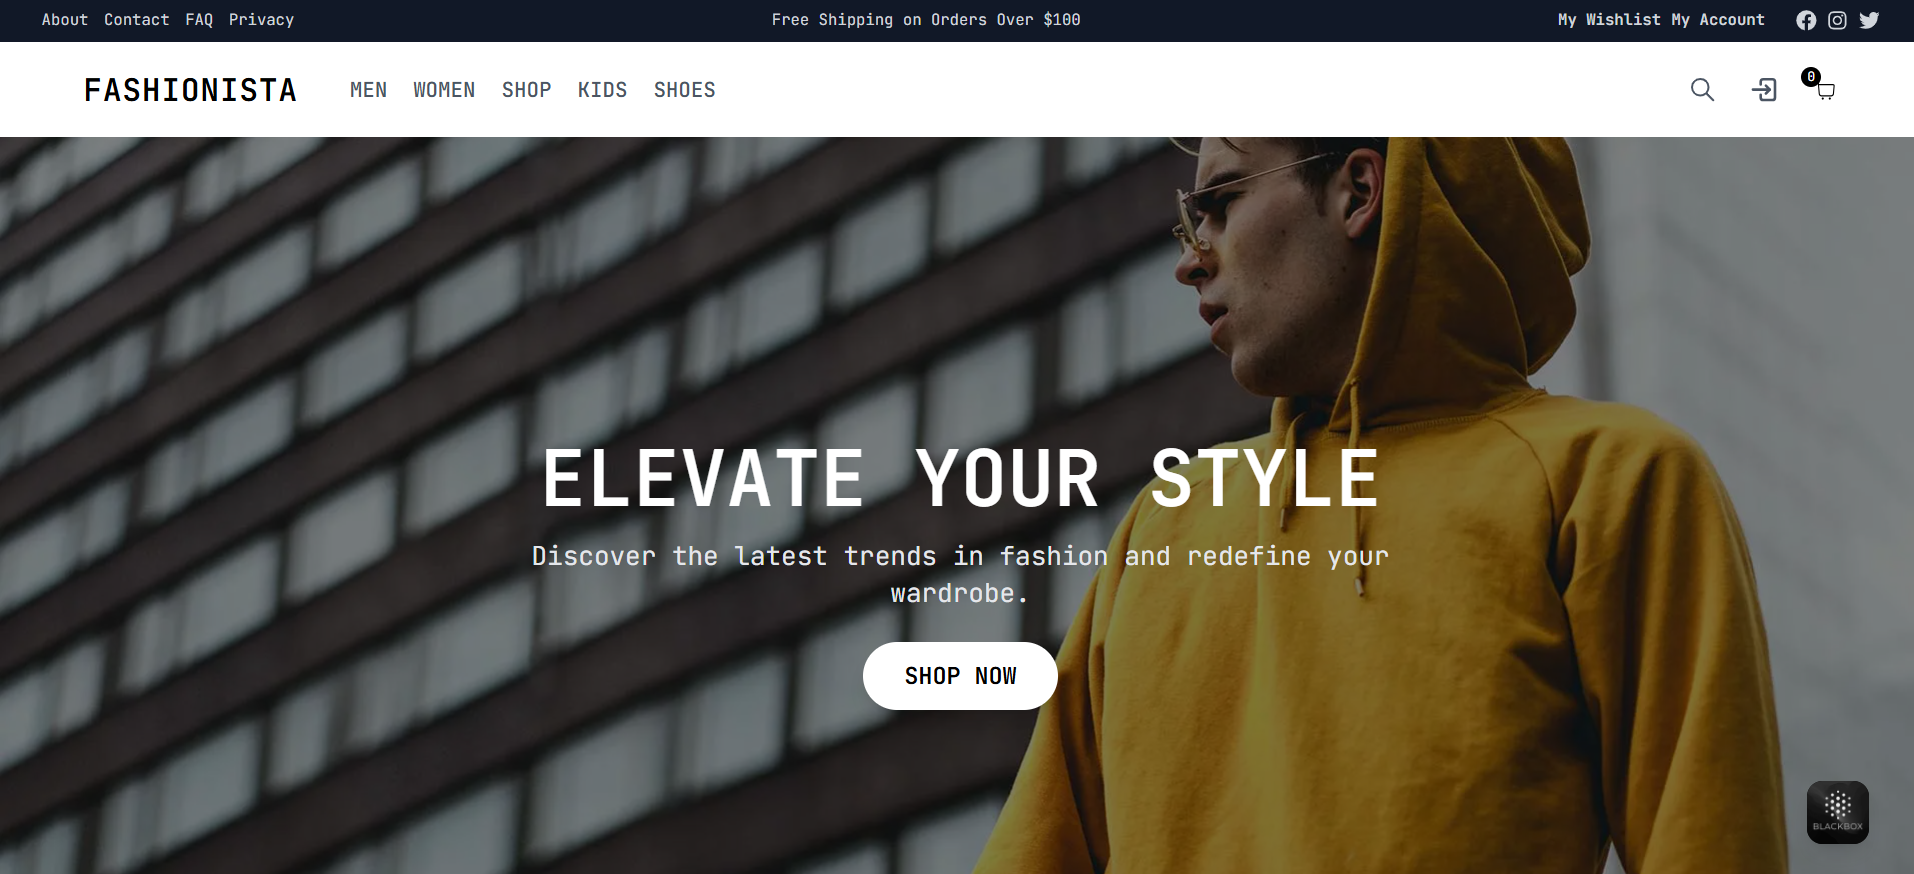 About Contact FAQ Privacy
Free Shipping on Orders Over $100
My Wishlist My Account
FASHIONISTA
MEN WOMEN SHOP KIDS SHOES
0
ELEVATE YOUR STYLE
Discover the latest trends in fashion and redefine your
wardrobe.
SHOP NOW
BLACKBOX